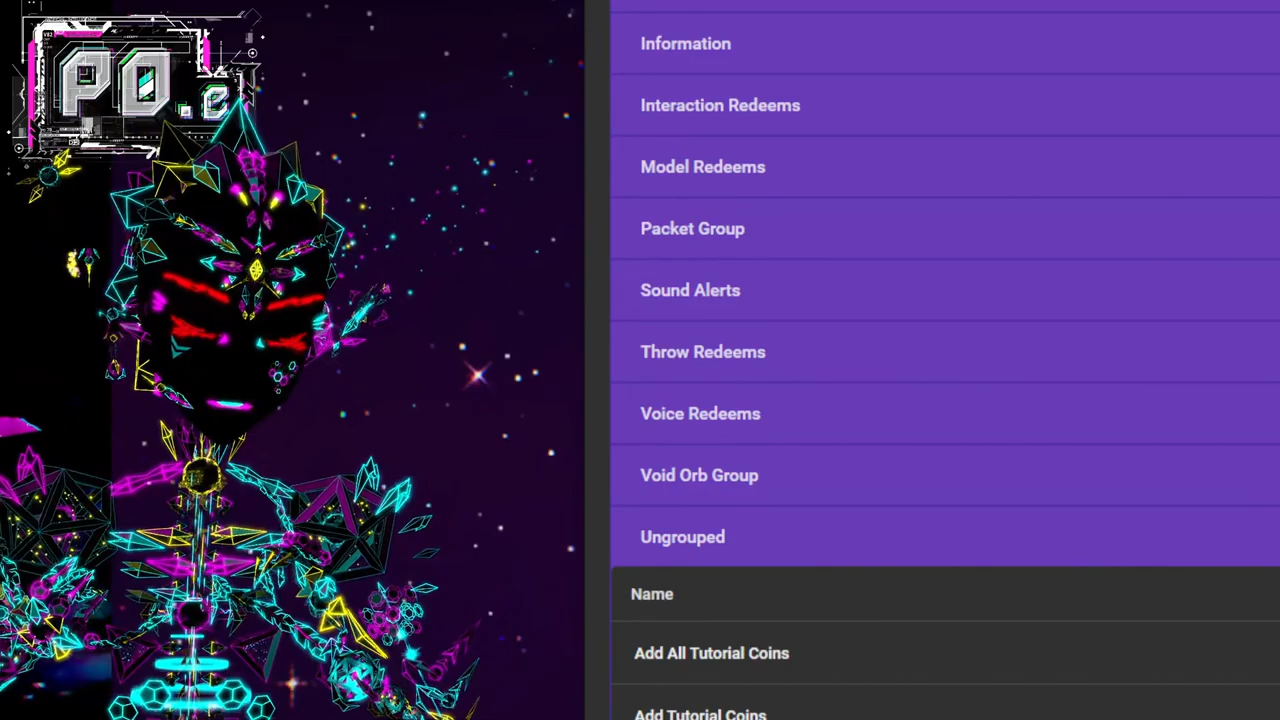 PO.e
Information
Interaction Redeems
Model Redeems
Packet Group
Sound Alerts
Throw Redeems
Voice Redeems
Void Orb Group
Ungrouped
Name
Add All Tutorial Coins
Add Tutorial Coins